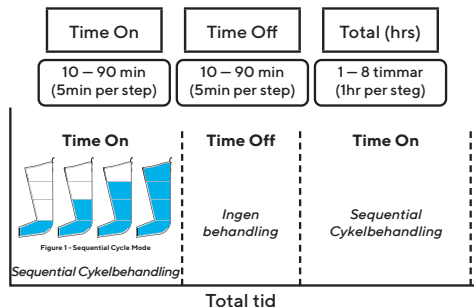 Time On Time Off Total (hrs)
10 – 90 min 10 – 90 min 1 – 8 timmar
(5min per step) (5min per step) (1hr per steg)
Time On Time Off Time On
Ingen Sequential
behandling Cykelbehandling
Figure 1 - Sequential Cycle Mode
Sequential Cykelbehandling
Total tid